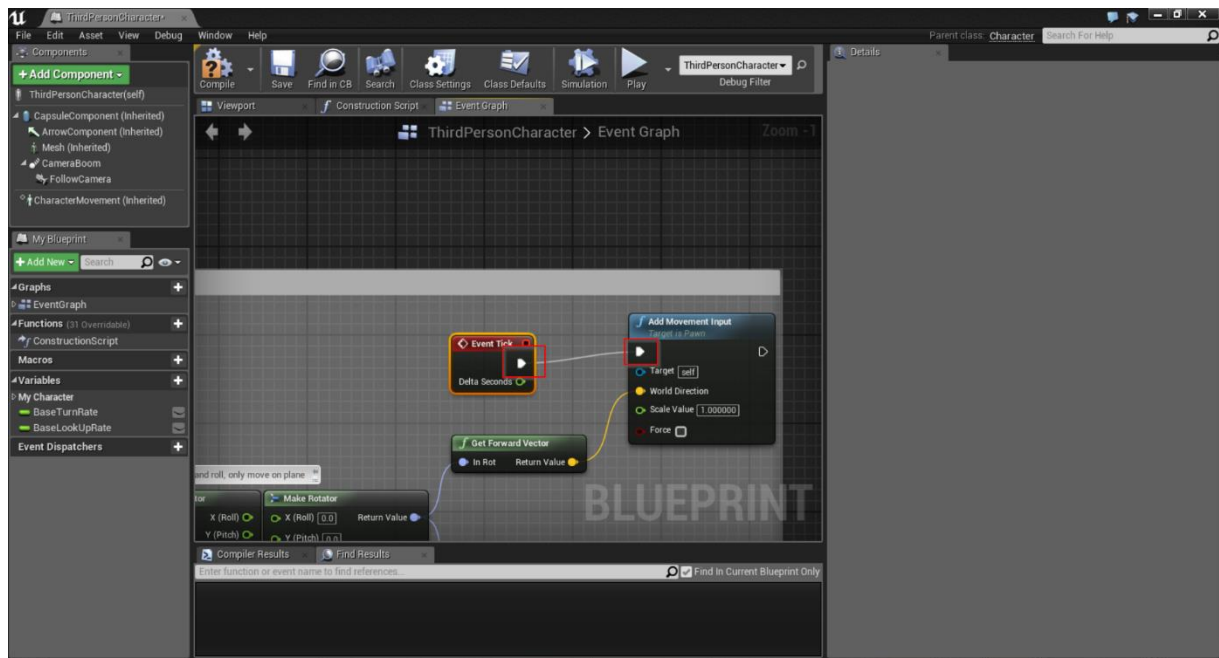 ThirdPersonCharacter*
File Edit Asset View Debug Window Help
Parent class: Character Search For Help
Components
+ Add Component
ThirdPersonCharacter(self)
CapsuleComponent (Inherited)
ArrowComponent (Inherited)
Mesh (Inherited)
CameraBoom
FollowCamera
CharacterMovement (Inherited)
My Blueprint
+ Add New Search
Graphs
EventGraph
Functions (31 Overridable)
ConstructionScript
Macros
Variables
My Character
BaseTurnRate
BaseLookUpRate
Event Dispatchers
Compile Save Find in CB Search Class Settings Class Defaults Simulation Play
ThirdPersonCharacter
Debug Filter
Viewport Construction Script Event Graph
ThirdPersonCharacter > Event Graph Zoom -1
Event Tick
Delta Seconds
Add Movement Input
Target is Pawn
Target self
World Direction
Scale Value 1.000000
Force
Get Forward Vector
In Rot Return Value
and roll, only move on plane
tor
X (Roll)
Y (Pitch)
Make Rotator
X (Roll) 0.0 Return Value
Y (Pitch) 0.0
BLUEPRINT
Compiler Results Find Results
Enter function or event name to find references...
Find In Current Blueprint Only
Details